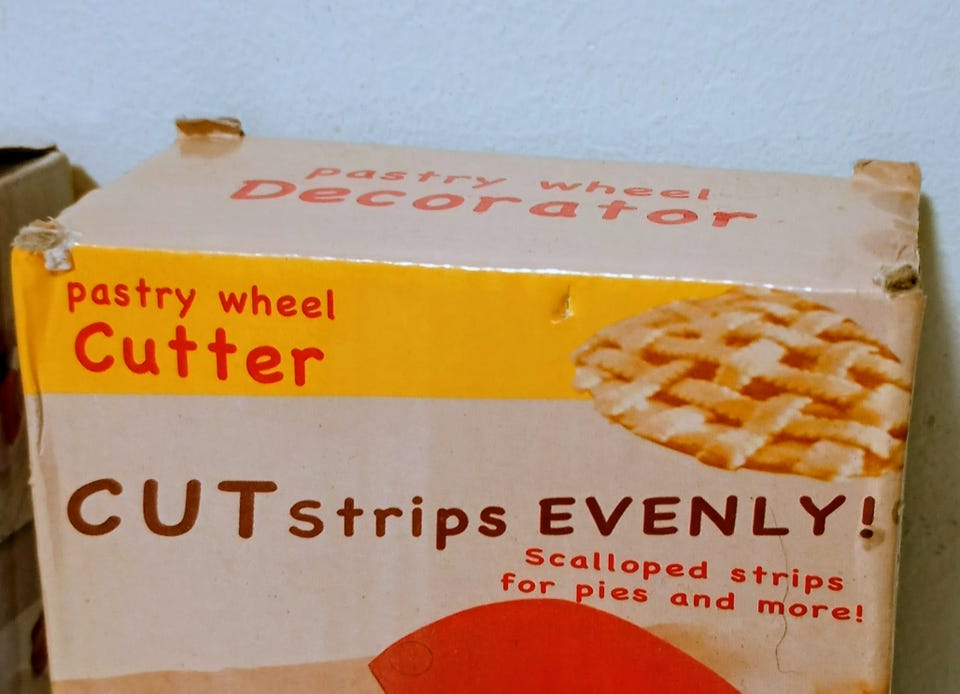 pastry wheel
Decorator
pastry wheel
Cutter
CUT strips EVENLY!
Scalloped strips
for pies and more!